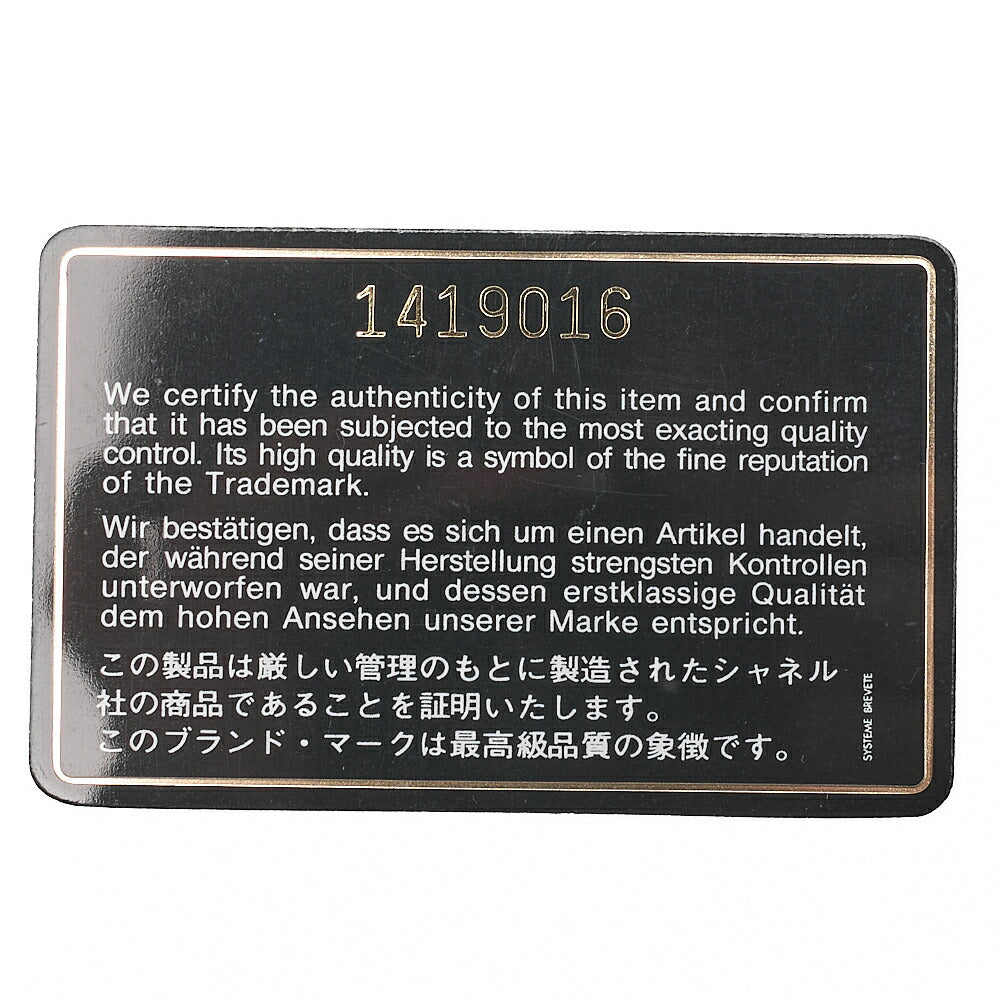 1419016
We certify the authenticity of this item and confirm
that it has been subjected to the most exacting quality
control. Its high quality is a symbol of the fine reputation
of the Trademark.
Wir bestätigen, dass es sich um einen Artikel handelt,
der während seiner Herstellung strengsten Kontrollen
unterworfen war, und dessen erstklassige Qualität
dem hohen Ansehen unserer Marke entspricht.
この製品は厳しい管理のもとに製造されたシャネル
社の商品であることを証明いたします。
このブランド・マークは最高級品質の象徴です。
SYSTEME BREVETE